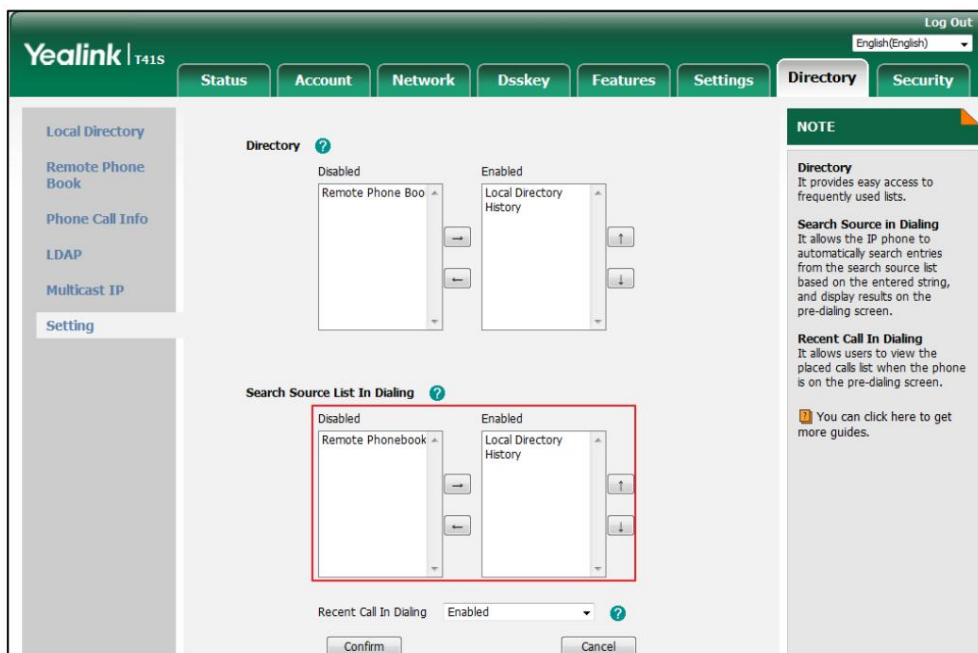 Log Out
English(English)
Yealink T41S
Status Account Network Dsskey Features Settings Directory Security
Local Directory
Remote Phone
Book
Phone Call Info
LDAP
Multicast IP
Setting
Directory ?
Disabled Enabled
Remote Phone Boo
Local Directory
History
→
←
↑
↓
Search Source List In Dialing ?
Disabled Enabled
Remote Phonebook
Local Directory
History
→
←
↑
↓
Recent Call In Dialing Enabled ?
Confirm Cancel
NOTE
Directory
It provides easy access to
frequently used lists.
Search Source in Dialing
It allows the IP phone to
automatically search entries
from the search source list
based on the entered string,
and display results on the
pre-dialing screen.
Recent Call In Dialing
It allows users to view the
placed calls list when the phone
is on the pre-dialing screen.
? You can click here to get
more guides.